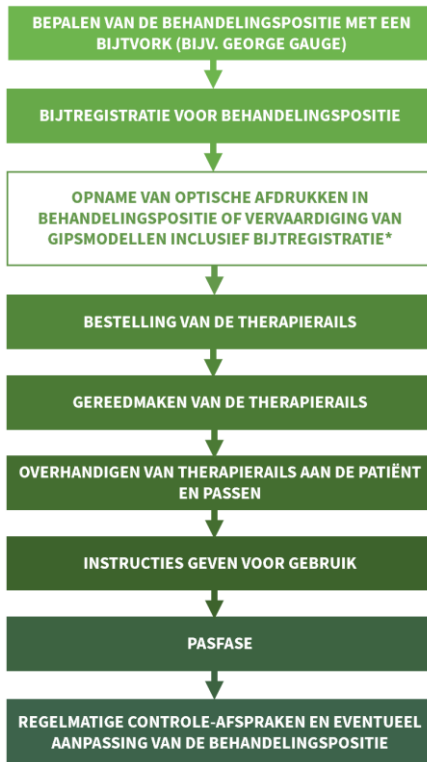 BEPALEN VAN DE BEHANDELINGSPOSITIE MET EEN
BIJTVORK (BIJV. GEORGE GAUGE)
BIJTREGISTRATIE VOOR BEHANDELINGSPOSITIE
OPNAME VAN OPTISCHE AFDRUKKEN IN
BEHANDELINGSPOSITIE OF VERVAARDIGING VAN
GIPSMODELLEN INCLUSIEF BIJTREGISTRATIE*
BESTELLING VAN DE THERAPIERAILS
GEREEDMAKEN VAN DE THERAPIERAILS
OVERHANDIGEN VAN THERAPIERAILS AAN DE PATIËNT
EN PASSEN
INSTRUCTIES GEVEN VOOR GEBRUIK
PASFASE
REGELMATIGE CONTROLE-AFSPRAKEN EN EVENTUEEL
AANPASSING VAN DE BEHANDELINGSPOSITIE